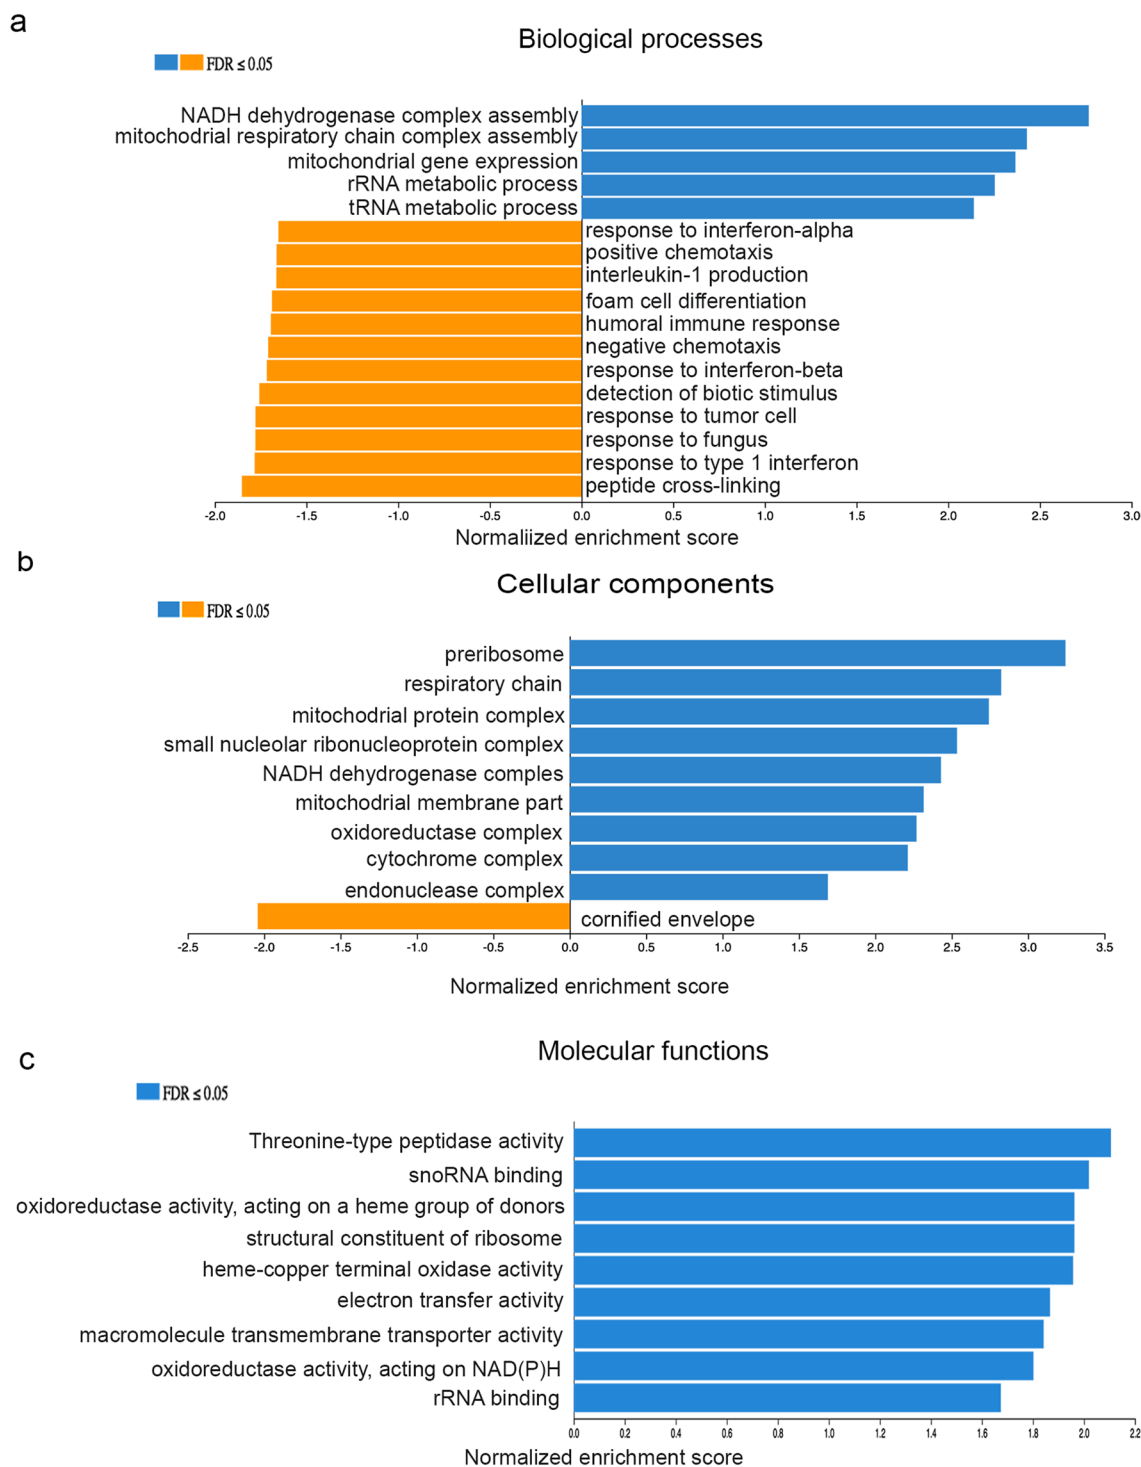 a
Biological processes
FDR ≤ 0.05
NADH dehydrogenase complex assembly
mitochodrial respiratory chain complex assembly
mitochondrial gene expression
rRNA metabolic process
tRNA metabolic process
response to interferon-alpha
positive chemotaxis
interleukin-1 production
foam cell differentiation
humoral immune response
negative chemotaxis
response to interferon-beta
detection of biotic stimulus
response to tumor cell
response to fungus
response to type 1 interferon
peptide cross-linking
-2.0 -1.5 -1.0 -0.5 0.0 0.5 1.0 1.5 2.0 2.5 3.0
Normaliized enrichment score
b
Cellular components
FDR ≤ 0.05
preribosome
respiratory chain
mitochodrial protein complex
small nucleolar ribonucleoprotein complex
NADH dehydrogenase comples
mitochodrial membrane part
oxidoreductase complex
cytochrome complex
endonuclease complex
cornified envelope
-2.5 -2.0 -1.5 -1.0 -0.5 0.0 0.5 1.0 1.5 2.0 2.5 3.0 3.5
Normalized enrichment score
c
Molecular functions
FDR ≤ 0.05
Threonine-type peptidase activity
snoRNA binding
oxidoreductase activity, acting on a heme group of donors
structural constituent of ribosome
heme-copper terminal oxidase activity
electron transfer activity
macromolecule transmembrane transporter activity
oxidoreductase activity, acting on NAD(P)H
rRNA binding
0.0 0.2 0.4 0.6 0.8 1.0 1.2 1.4 1.6 1.8 2.0 2.2
Normalized enrichment score